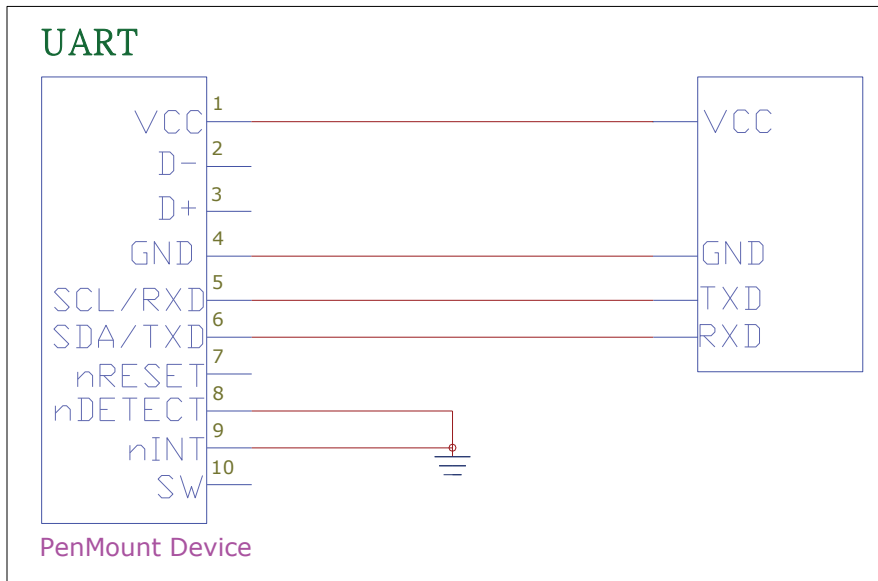 UART
VCC 1 VCC
D- 2
D+ 3
GND 4 GND
SCL/RXD 5 TXD
SDA/TXD 6 RXD
nRESET 7
nDETECT 8
nINT 9
SW 10
PenMount Device